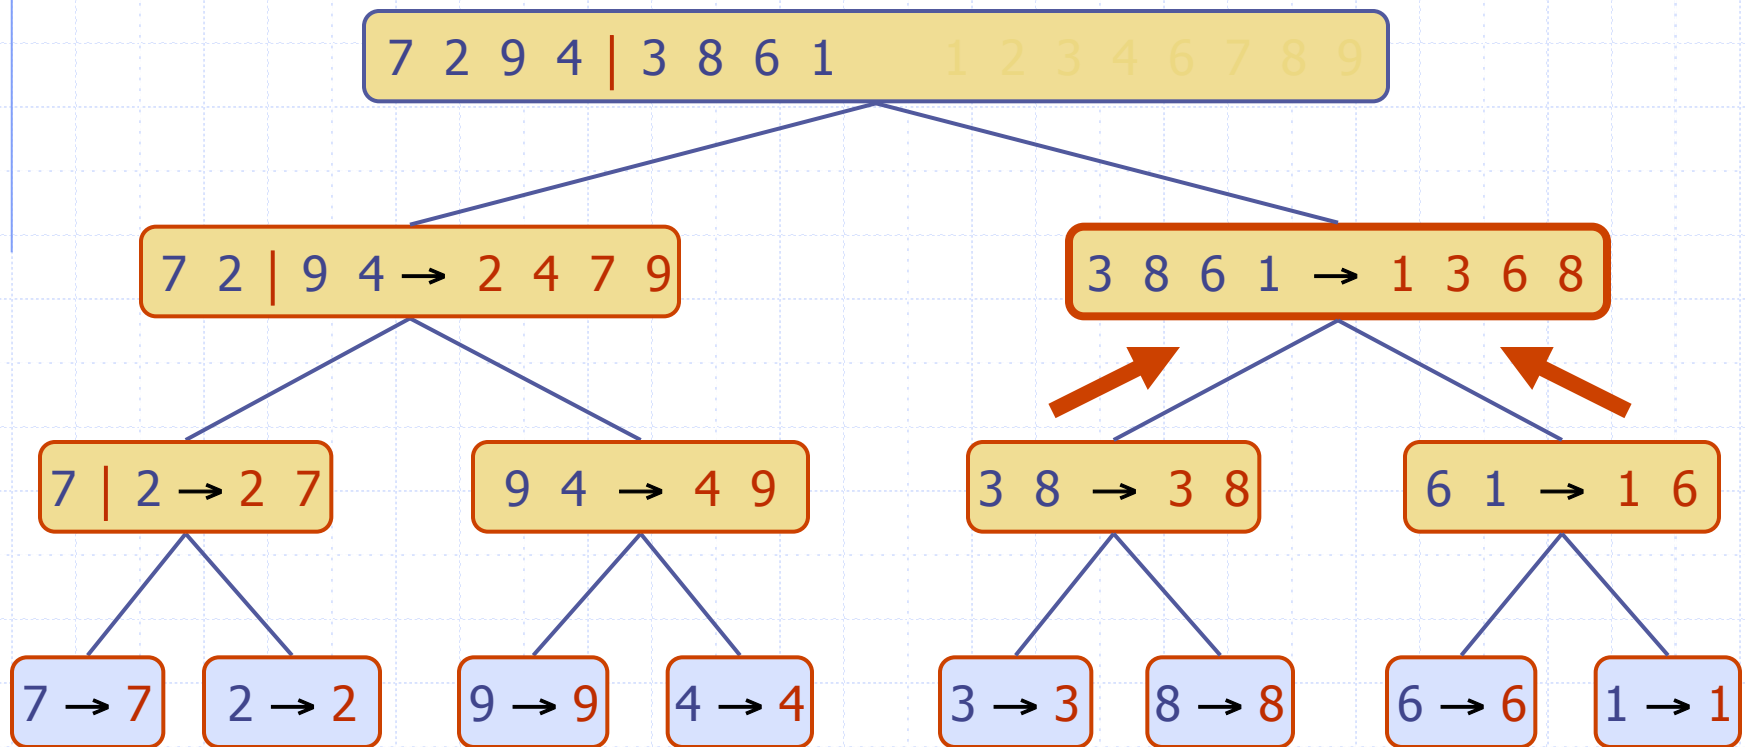 7 2 9 4 | 3 8 6 1 1 2 3 4 6 7 8 9
7 2 | 9 4 → 2 4 7 9
3 8 6 1 → 1 3 6 8
7 | 2 → 2 7
9 4 → 4 9
3 8 → 3 8
6 1 → 1 6
7 → 7
2 → 2
9 → 9
4 → 4
3 → 3
8 → 8
6 → 6
1 → 1